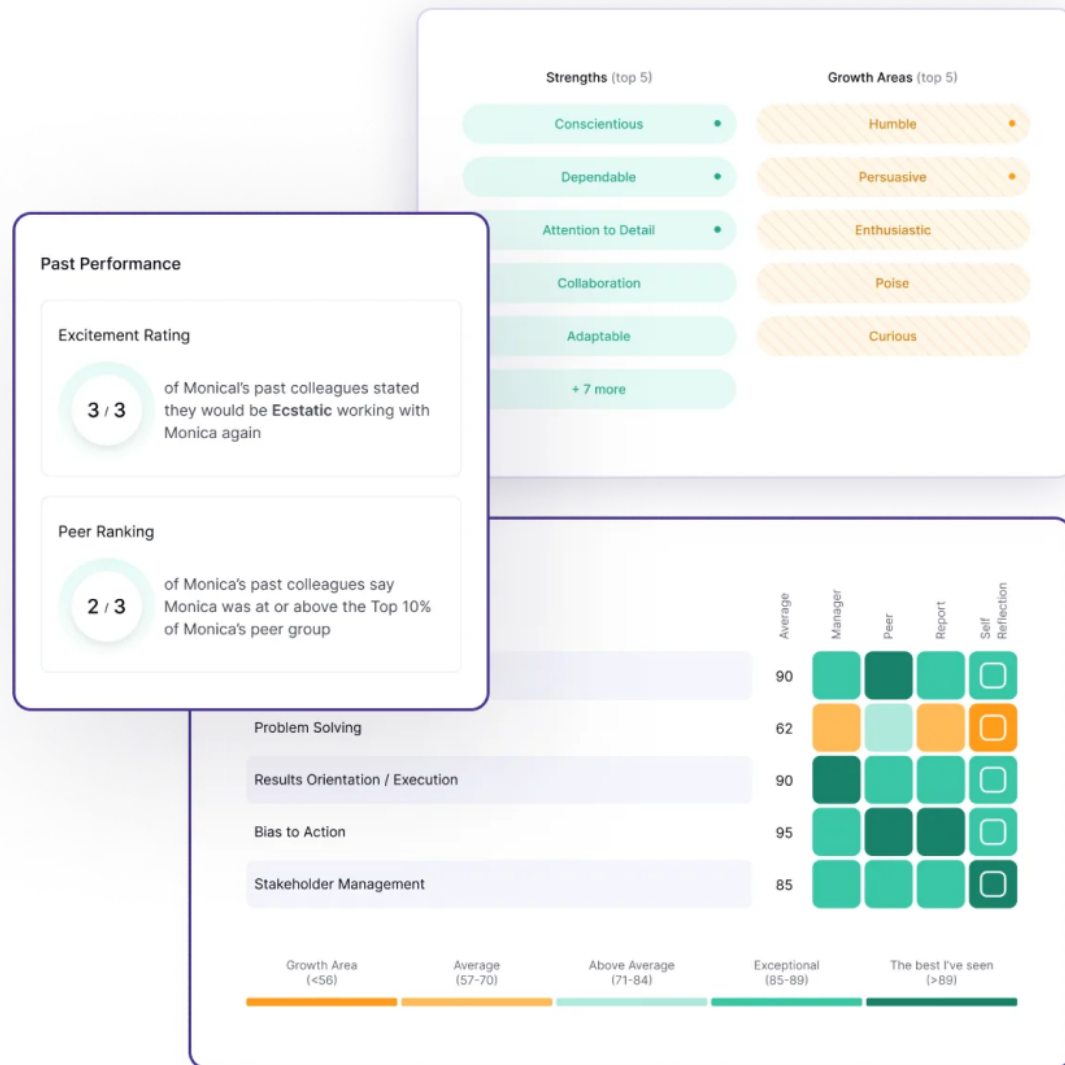 Strengths (top 5)
Conscientious
Dependable
Attention to Detail
Collaboration
Adaptable
+ 7 more
Growth Areas (top 5)
Humble
Persuasive
Enthusiastic
Poise
Curious
Past Performance
Excitement Rating
3 / 3
of Monical's past colleagues stated
they would be Ecstatic working with
Monica again
Peer Ranking
2 / 3
of Monica's past colleagues say
Monica was at or above the Top 10%
of Monica's peer group
Average
Manager
Peer
Report
Self
Reflection
90
Problem Solving 62
Results Orientation / Execution 90
Bias to Action 95
Stakeholder Management 85
Growth Area
(<56)
Average
(57-70)
Above Average
(71-84)
Exceptional
(85-89)
The best I've seen
(>89)